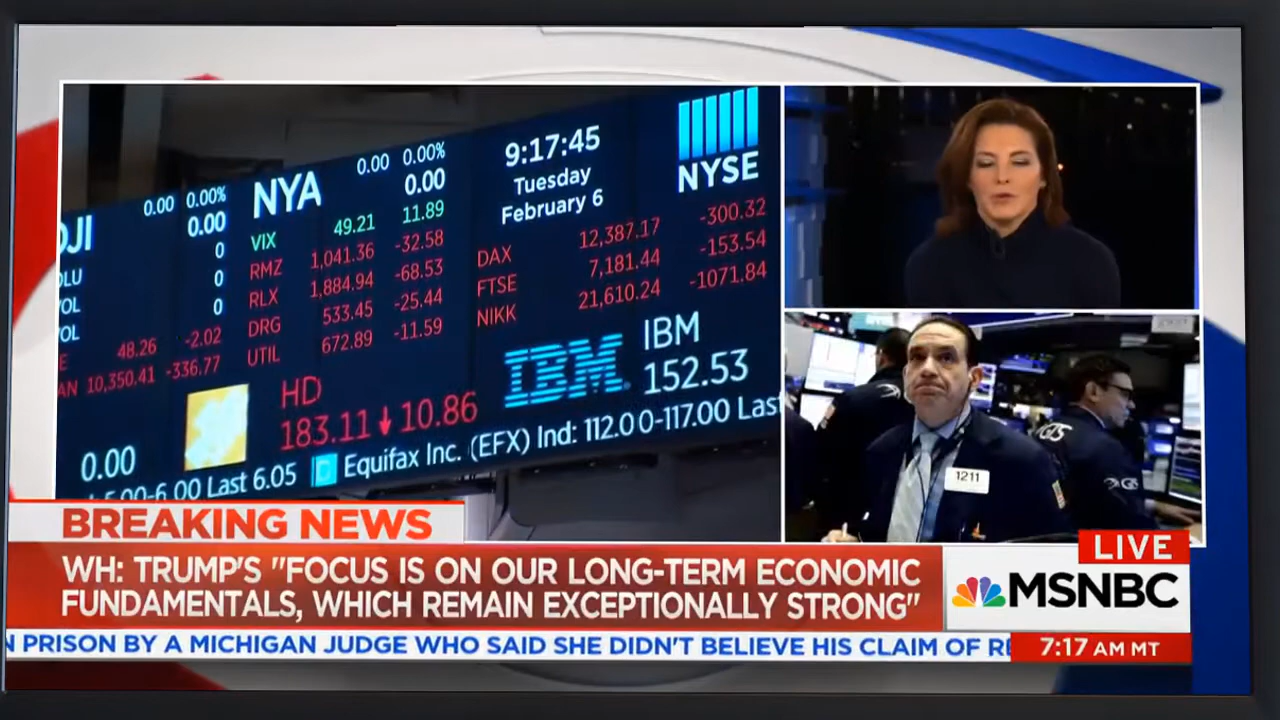 DJI 0.00 0.00%
0.00
0
0
0
48.26 -2.02
AN 10,350.41 -336.77
0.00
NYA 0.00 0.00%
0.00
VIX 49.21 11.89
RMZ 1,041.36 -32.58
RLX 1,884.94 -68.53
DRG 533.45 -25.44
UTIL 672.89 -11.59
9:17:45
Tuesday
February 6
NYSE
DAX 12,387.17 -300.32
FTSE 7,181.44 -153.54
NIKK 21,610.24 -1071.84
HD
183.11 10.86
IBM
IBM
152.53
5.00-6.00 Last 6.05 Equifax Inc. (EFX) Ind: 112.00-117.00 Last
1211
BREAKING NEWS
WH: TRUMP'S "FOCUS IS ON OUR LONG-TERM ECONOMIC
FUNDAMENTALS, WHICH REMAIN EXCEPTIONALLY STRONG"
LIVE
MSNBC
N PRISON BY A MICHIGAN JUDGE WHO SAID SHE DIDN'T BELIEVE HIS CLAIM OF RE
7:17 AM MT